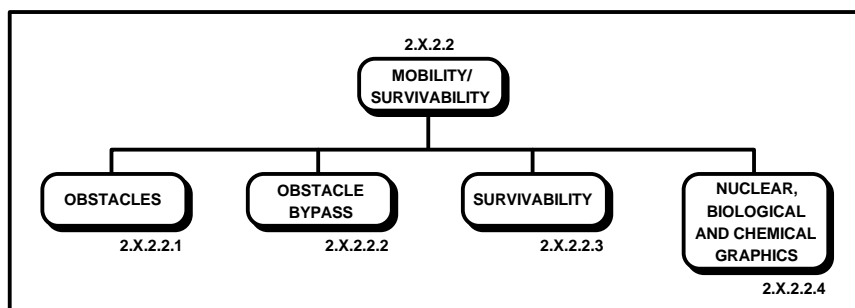 2.X.2.2
MOBILITY/
SURVIVABILITY
OBSTACLES
2.X.2.2.1
OBSTACLE
BYPASS
2.X.2.2.2
SURVIVABILITY
2.X.2.2.3
NUCLEAR,
BIOLOGICAL
AND CHEMICAL
GRAPHICS
2.X.2.2.4